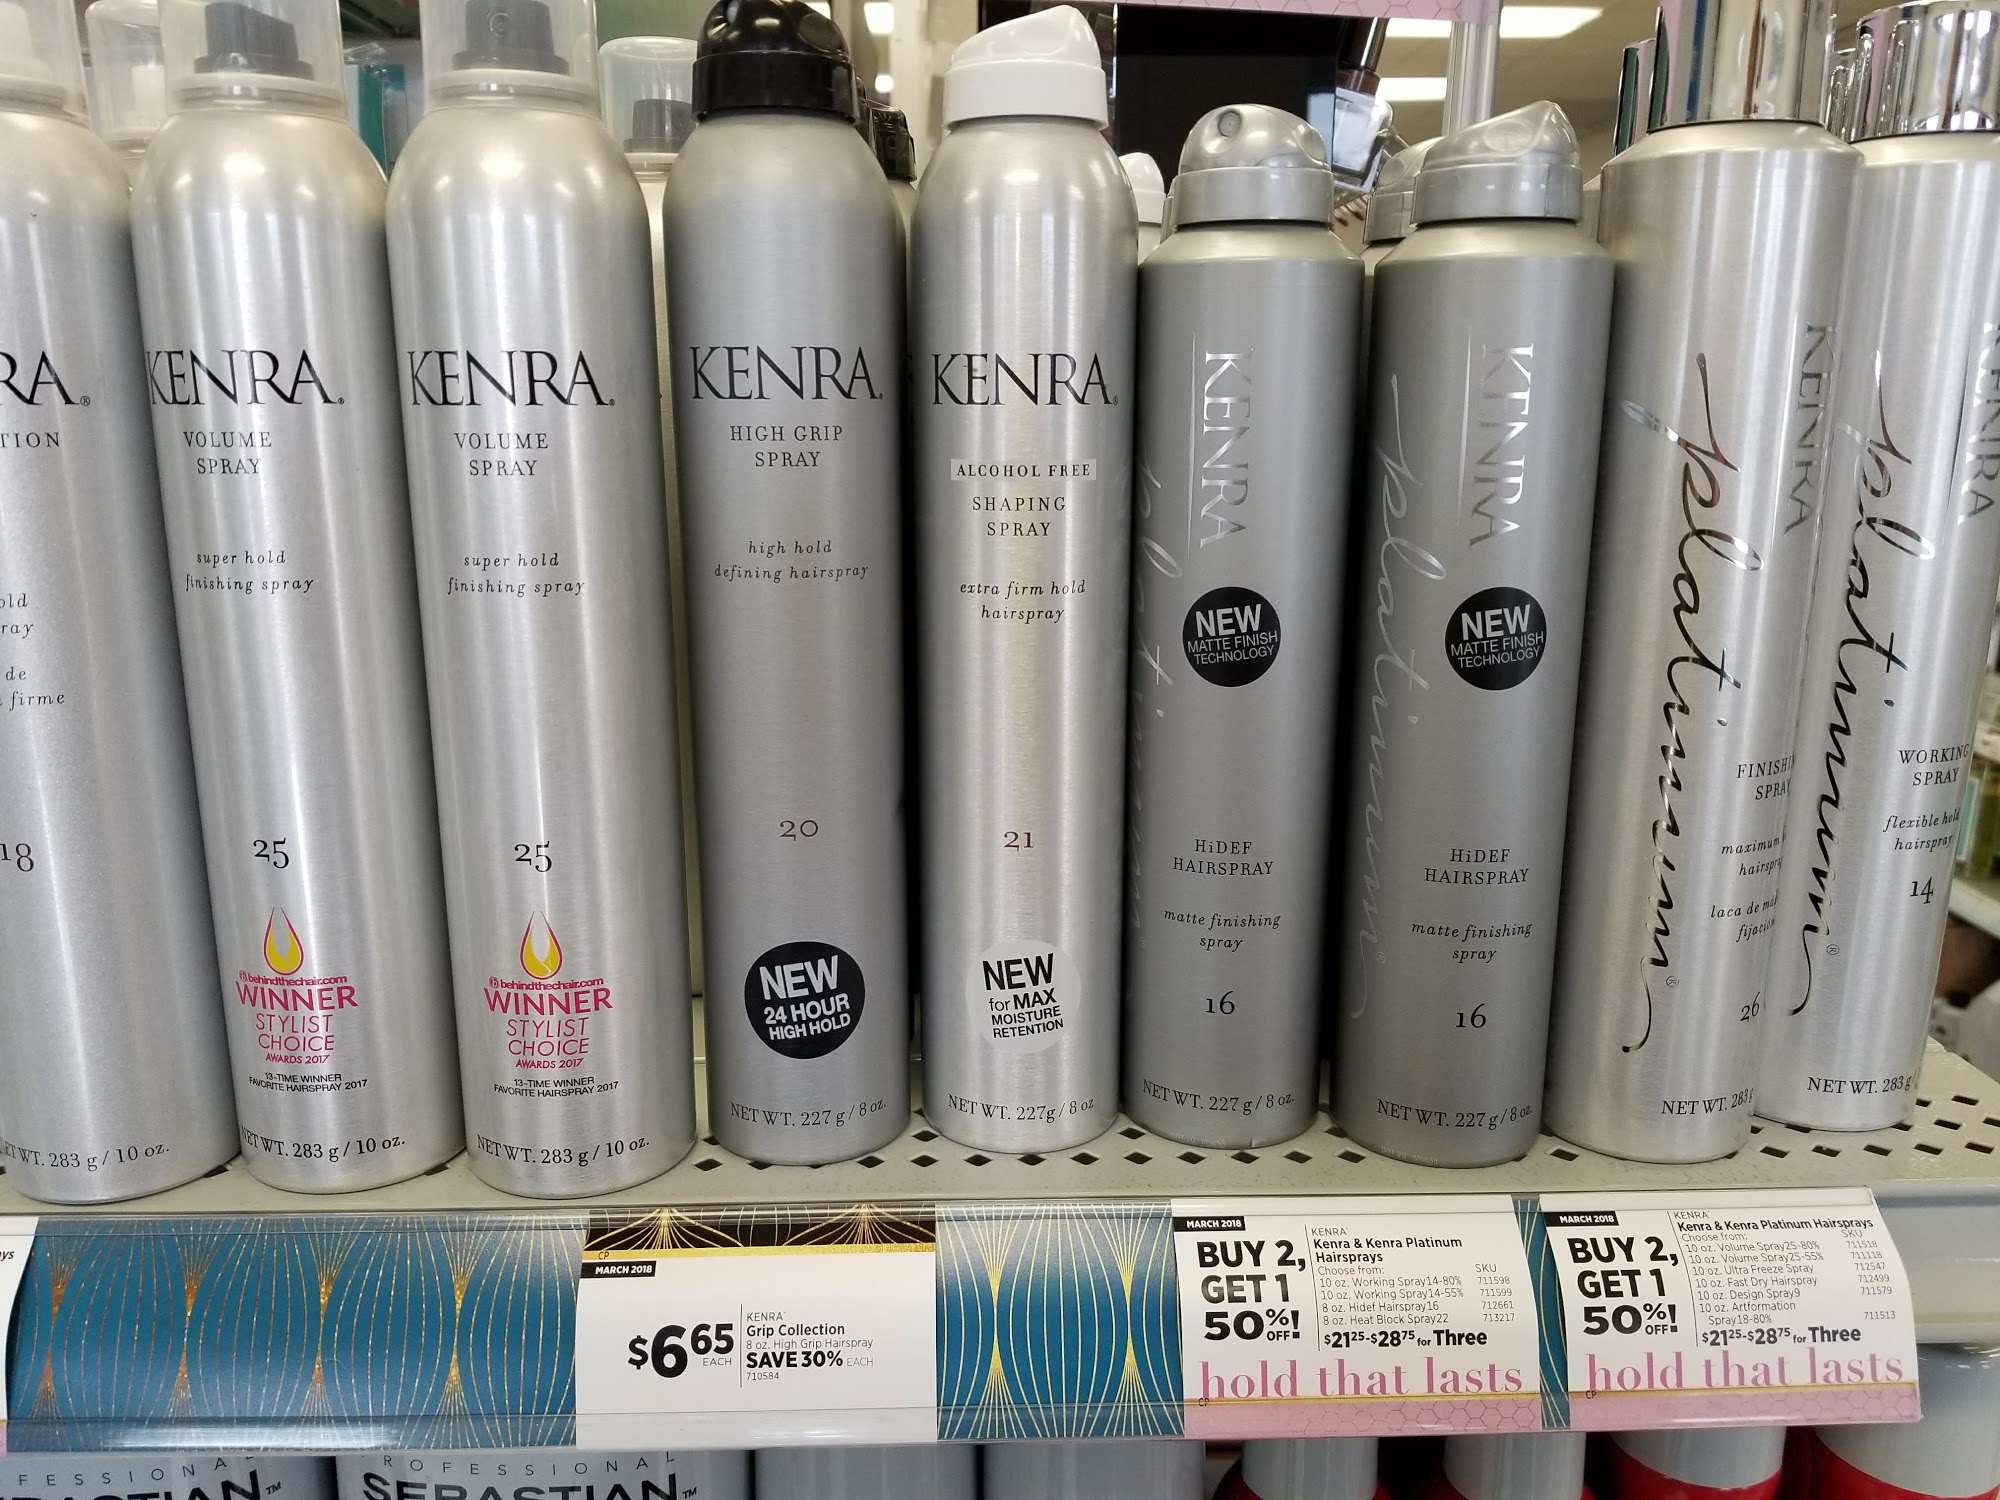 RA®
TION
old
ray
de
firme
18
NET WT. 283 g / 10 oz.
KENRA®
VOLUME
SPRAY
super hold
finishing spray
25
behindthechair.com
WINNER
STYLIST
CHOICE
AWARDS 2017
13-TIME WINNER
FAVORITE HAIRSPRAY 2017
NET WT. 283 g / 10 oz.
KENRA®
VOLUME
SPRAY
super hold
finishing spray
25
behindthechair.com
WINNER
STYLIST
CHOICE
AWARDS 2017
13-TIME WINNER
FAVORITE HAIRSPRAY 2017
NET WT. 283 g / 10 oz.
KENRA®
HIGH GRIP
SPRAY
high hold
defining hairspray
20
NEW
24 HOUR
HIGH HOLD
NET WT. 227 g / 8 oz.
KENRA®
ALCOHOL FREE
SHAPING
SPRAY
extra firm hold
hairspray
21
NEW
for MAX
MOISTURE
RETENTION
NET WT. 227g / 8 oz
KENRA
platinum
NEW
MATTE FINISH
TECHNOLOGY
HiDEF
HAIRSPRAY
matte finishing
spray
16
NET WT. 227 g / 8 oz.
KENRA
platinum®
NEW
MATTE FINISH
TECHNOLOGY
HiDEF
HAIRSPRAY
matte finishing
spray
16
NET WT. 227 g / 8 oz.
KENRA
platinum®
FINISHIN
SPRAY
maximum
hairspray
laca de
fijación
26
NET WT. 283 g
KENRA
platinum®
WORKING
SPRAY
flexible hold
hairspray
14
NET WT. 283 g
ays
CP
MARCH 2018
$6.65
EACH
KENRA®
Grip Collection
8 oz. High Grip Hairspray
SAVE 30% EACH
710584
MARCH 2018
BUY 2,
GET 1
50% OFF!
KENRA®
Kenra & Kenra Platinum
Hairsprays
Choose from: SKU
10 oz. Working Spray14-80% 711598
10 oz. Working Spray14-55% 711599
8 oz. Hidef Hairspray16 712661
8 oz. Heat Block Spray22 713217
$21.25-$28.75 for Three
hold that lasts
CP
MARCH 2018
BUY 2,
GET 1
50% OFF!
KENRA®
Kenra & Kenra Platinum Hairsprays
Choose from: SKU
10 oz. Volume Spray25-80% 711518
10 oz. Volume Spray25-55% 711118
10 oz. Ultra Freeze Spray 712547
10 oz. Fast Dry Hairspray 712499
10 oz. Design Spray9 711579
10 oz. Artformation
Spray18-80% 711513
$21.25-$28.75 for Three
hold that lasts
CP
OFESSIONA
BASTIAN™
ROFESSIONAL
SEBASTIAN™